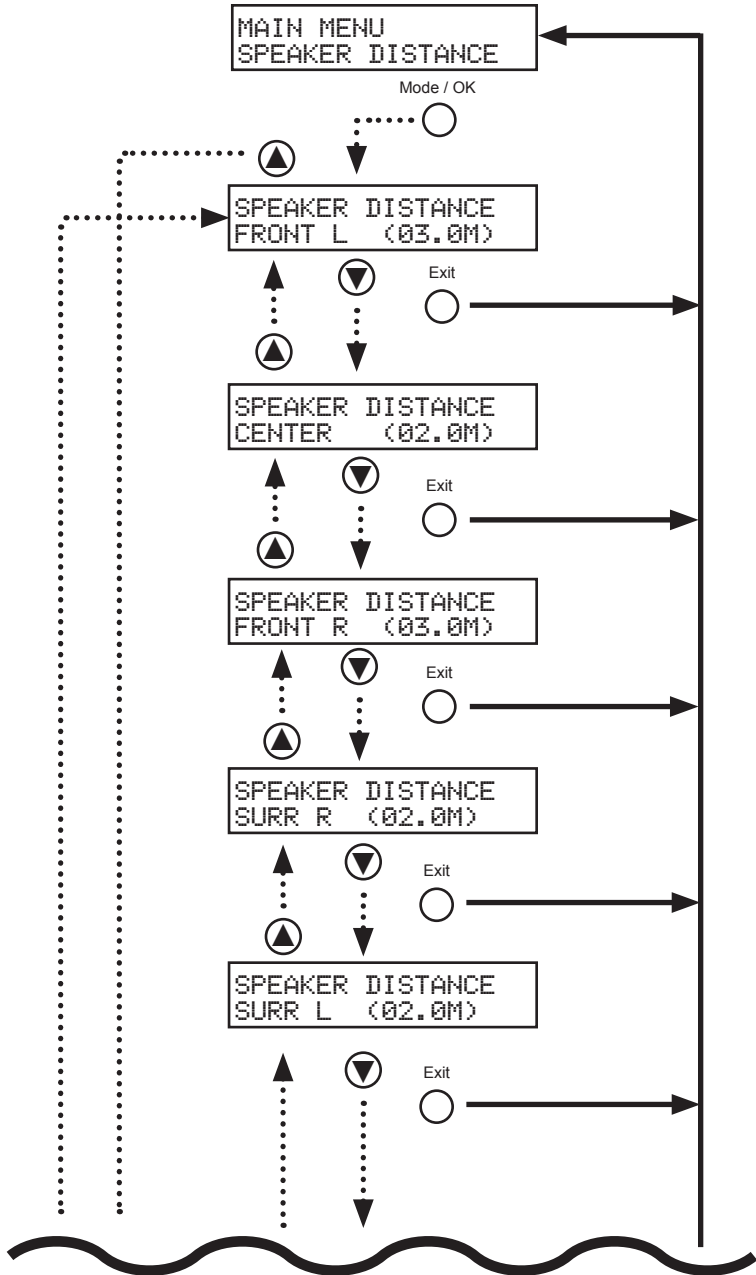 MAIN MENU
SPEAKER DISTANCE
Mode / OK
SPEAKER DISTANCE
FRONT L (03.0M)
Exit
SPEAKER DISTANCE
CENTER (02.0M)
Exit
SPEAKER DISTANCE
FRONT R (03.0M)
Exit
SPEAKER DISTANCE
SURR R (02.0M)
Exit
SPEAKER DISTANCE
SURR L (02.0M)
Exit